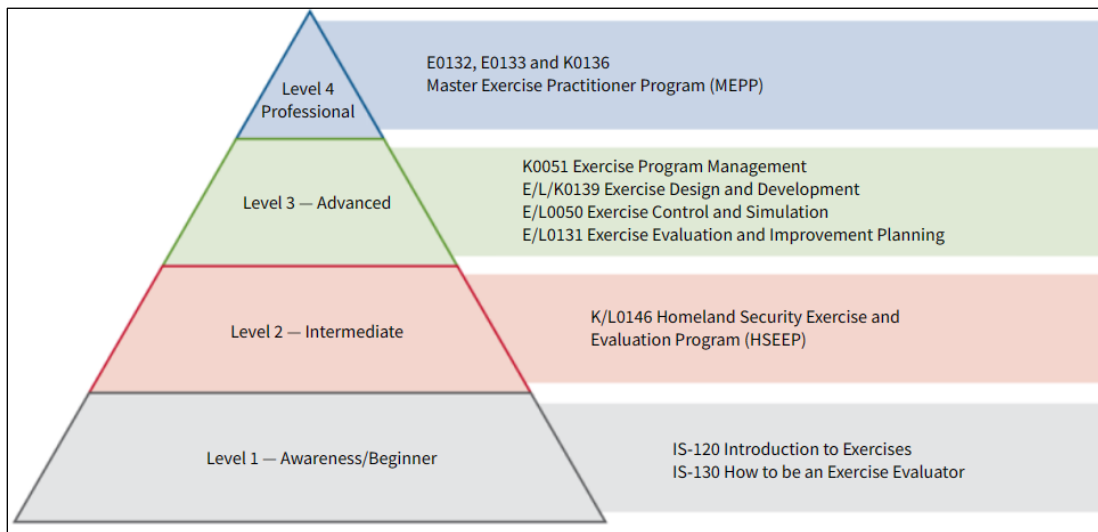 Level 4
Professional
E0132, E0133 and K0136
Master Exercise Practitioner Program (MEPP)
Level 3 — Advanced
K0051 Exercise Program Management
E/L/K0139 Exercise Design and Development
E/L0050 Exercise Control and Simulation
E/L0131 Exercise Evaluation and Improvement Planning
Level 2 — Intermediate
K/L0146 Homeland Security Exercise and
Evaluation Program (HSEEP)
Level 1 — Awareness/Beginner
IS-120 Introduction to Exercises
IS-130 How to be an Exercise Evaluator